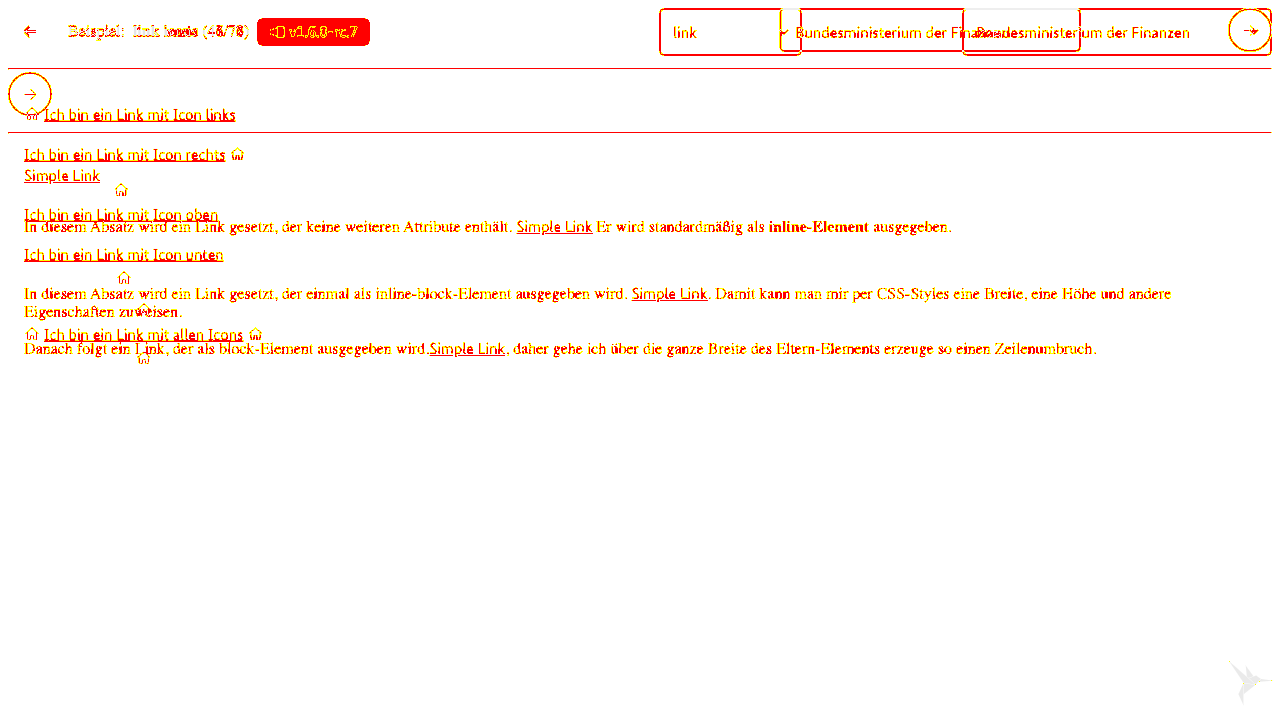 Beispiel: link (46/70) v1.6.0-rc.7 link Bundesministerium der Finanzen
Ich bin ein Link mit Icon links
Ich bin ein Link mit Icon rechts
Simple Link
Ich bin ein Link mit Icon oben
In diesem Absatz wird ein Link gesetzt, der keine weiteren Attribute enthält. Simple Link Er wird standardmäßig als inline-Element ausgegeben.
Ich bin ein Link mit Icon unten
In diesem Absatz wird ein Link gesetzt, der einmal als inline-block-Element ausgegeben wird. Simple Link. Damit kann man mir per CSS-Styles eine Breite, eine Höhe und andere
Eigenschaften zuweisen.
Ich bin ein Link mit allen Icons
Danach folgt ein Link, der als block-Element ausgegeben wird.Simple Link, daher gehe ich über die ganze Breite des Eltern-Elements erzeuge so einen Zeilenumbruch.